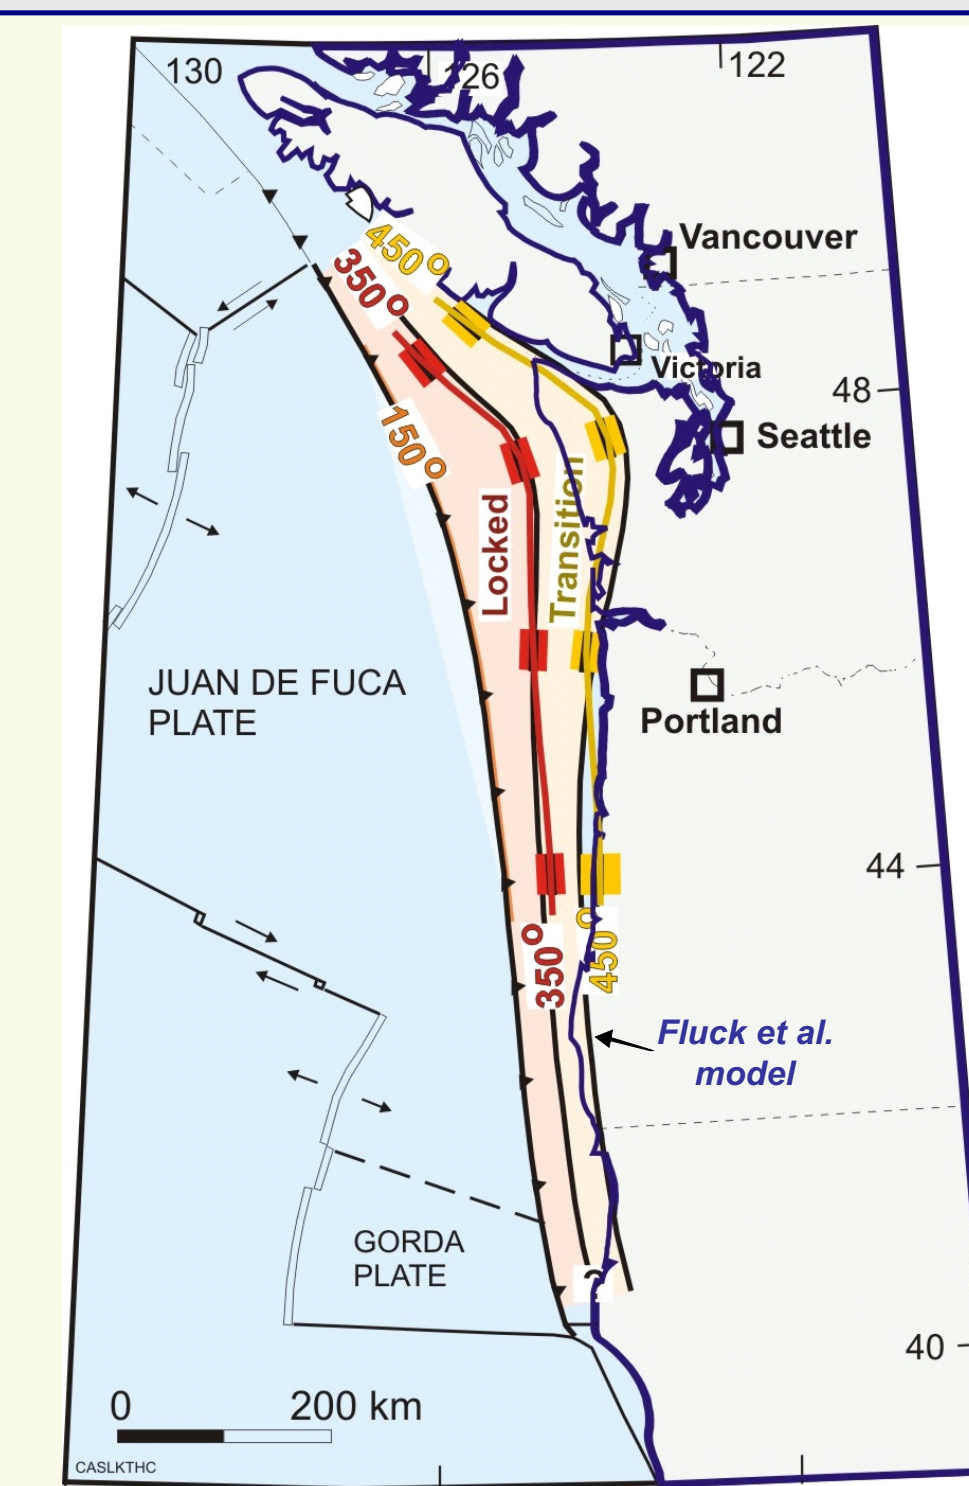 130
126
122
Vancouver
450°
350°
Victoria
48
150°
Seattle
Locked
Transition
JUAN DE FUCA
PLATE
Portland
44
350°
450°
Fluck et al.
model
GORDA
PLATE
?
40
0
200 km
CASLKTHC